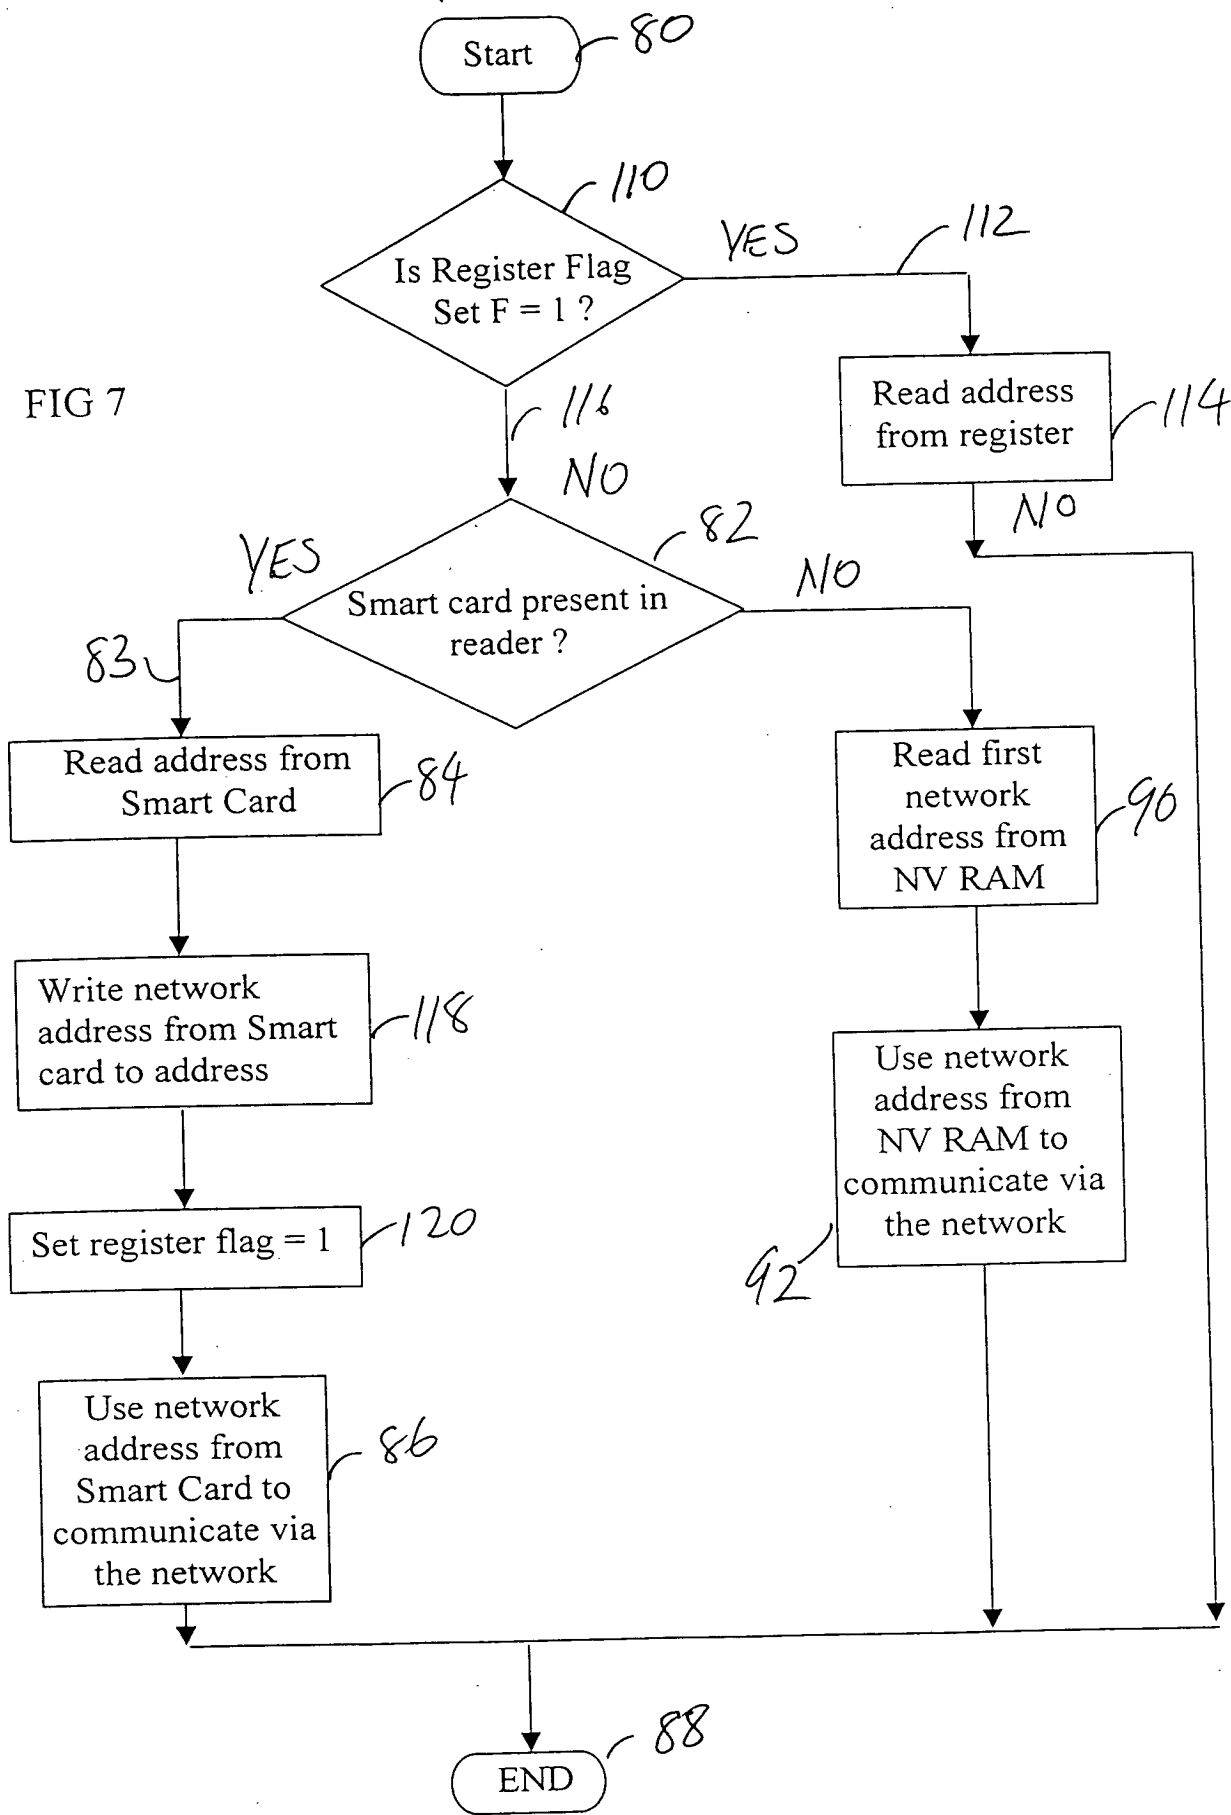 Start
80
110
Is Register Flag
Set F = 1 ?
YES
112
FIG 7
116
NO
Read address
from register
114
NO
82
Smart card present in
reader ?
YES
NO
83
Read address from
Smart Card
84
Read first
network
address from
NV RAM
90
Write network
address from Smart
card to address
118
Use network
address from
NV RAM to
communicate via
the network
92
Set register flag = 1
120
Use network
address from
Smart Card to
communicate via
the network
86
END
88